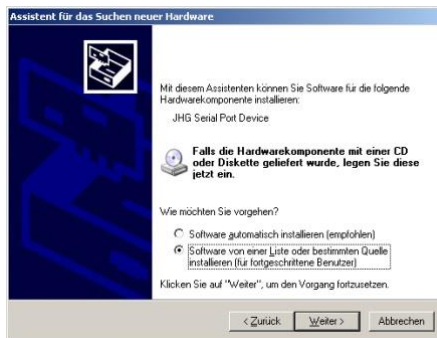 Assistent für das Suchen neuer Hardware
Mit diesem Assistenten können Sie Software für die folgende
Hardwarekomponente installieren:
JHG Serial Port Device
Falls die Hardwarekomponente mit einer CD
oder Diskette geliefert wurde, legen Sie diese
jetzt ein.
Wie möchten Sie vorgehen?
Software automatisch installieren (empfohlen)
Software von einer Liste oder bestimmten Quelle
installieren (für fortgeschrittene Benutzer)
Klicken Sie auf "Weiter", um den Vorgang fortzusetzen.
< Zurück Weiter > Abbrechen